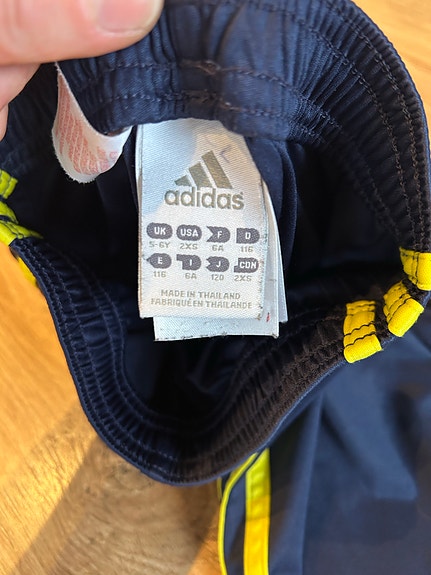 adidas
UK USA F D
5-6Y 2XS 6A 116
E I J CDN
116 6A 120 2XS
MADE IN THAILAND
FABRIQUÉ EN THAILANDE